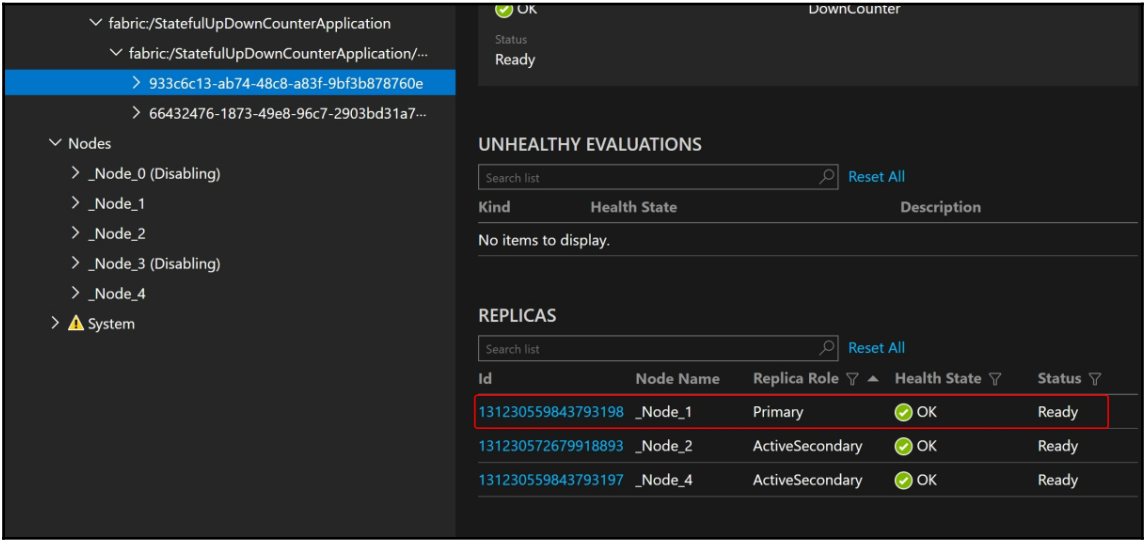 fabric:/StatefulUpDownCounterApplication
fabric:/StatefulUpDownCounterApplication/···
933c6c13-ab74-48c8-a83f-9bf3b878760e
66432476-1873-49e8-96c7-2903bd31a7···
Nodes
_Node_0 (Disabling)
_Node_1
_Node_2
_Node_3 (Disabling)
_Node_4
System
OK
DownCounter
Status
Ready
UNHEALTHY EVALUATIONS
Search list
Reset All
Kind Health State Description
No items to display.
REPLICAS
Search list
Reset All
Id Node Name Replica Role Health State Status
131230559843793198 _Node_1 Primary OK Ready
131230572679918893 _Node_2 ActiveSecondary OK Ready
131230559843793197 _Node_4 ActiveSecondary OK Ready